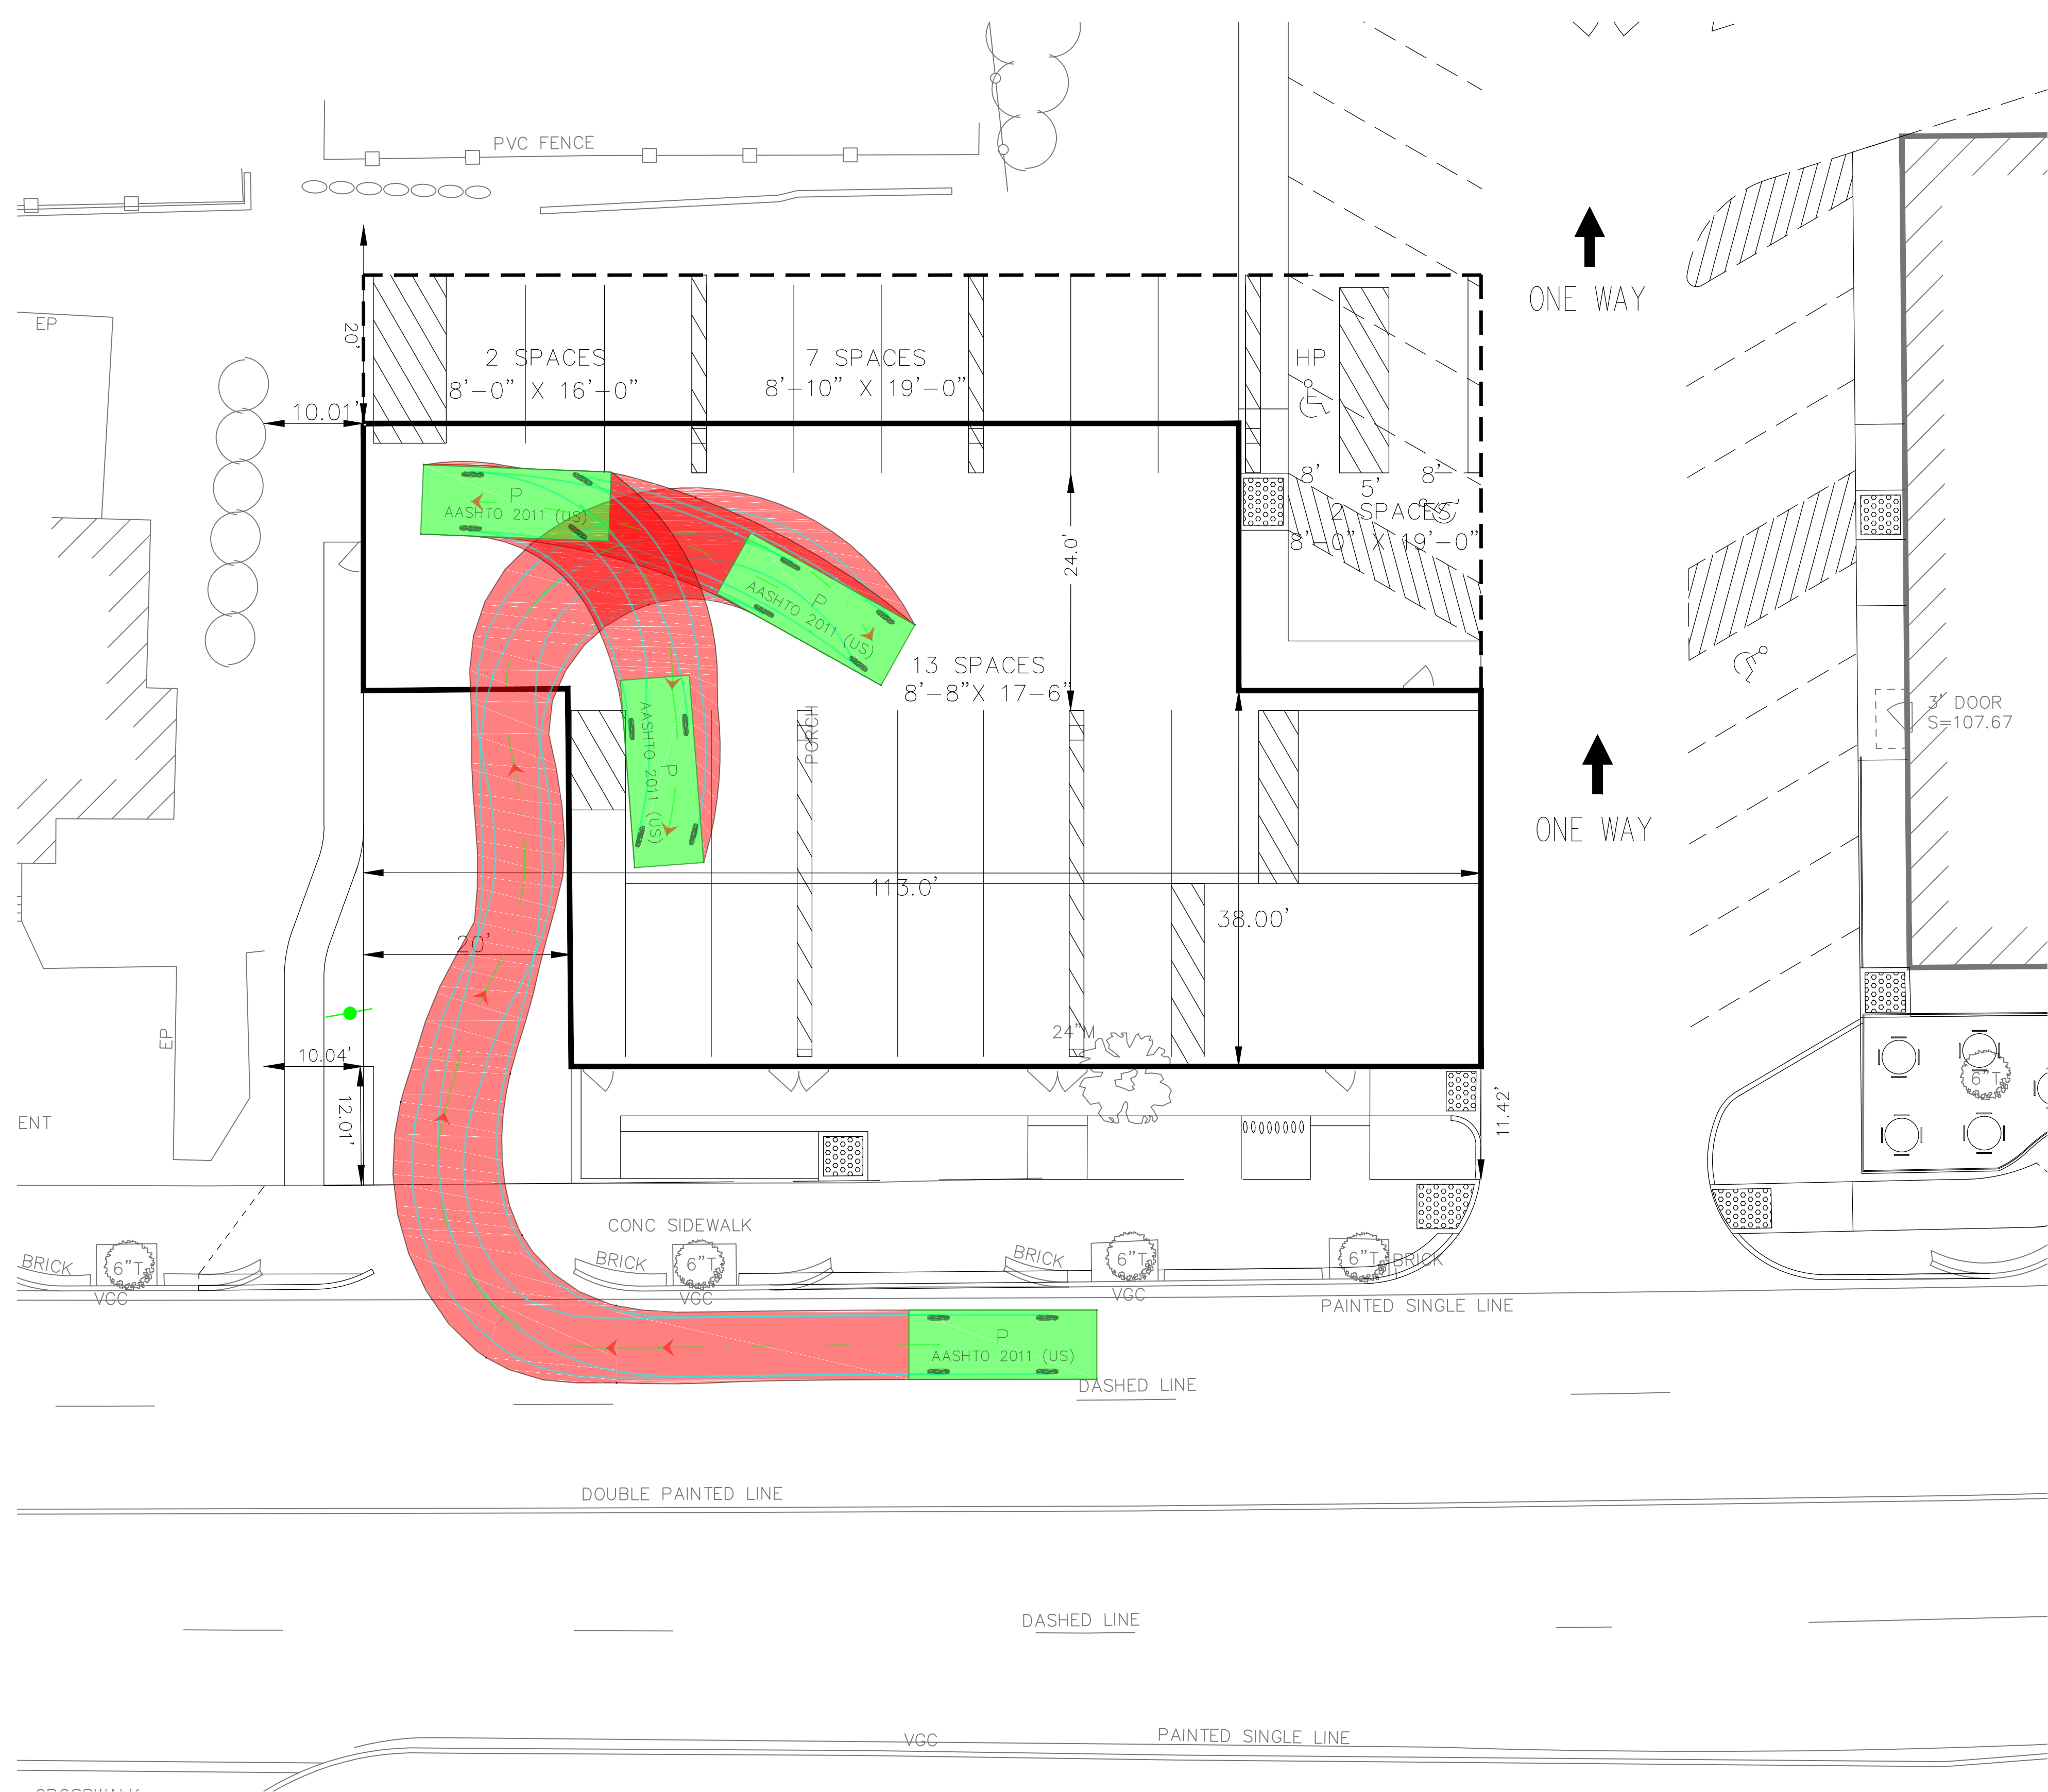 PVC FENCE
ONE WAY
EP
20'
2 SPACES
8'-0" X 16'-0"
7 SPACES
8'-10" X 19'-0"
HP
10.01'
8'
8'
5'
2 SPACES
8'-0" X 19'-0"
P
AASHTO 2011 (US)
24.0'
P
AASHTO 2011 (US)
13 SPACES
8'-8"X 17-6"
3' DOOR
S=107.67
PORCH
P
AASHTO 2011 (US)
ONE WAY
113.0'
38.00'
20'
24"M
EP
10.04'
12.01'
11.42'
6"T
ENT
CONC SIDEWALK
BRICK
6"T
BRICK
6"T
BRICK
6"T
6"T
BRICK
VGC
VGC
VGC
PAINTED SINGLE LINE
P
AASHTO 2011 (US)
DASHED LINE
DOUBLE PAINTED LINE
DASHED LINE
VGC
PAINTED SINGLE LINE